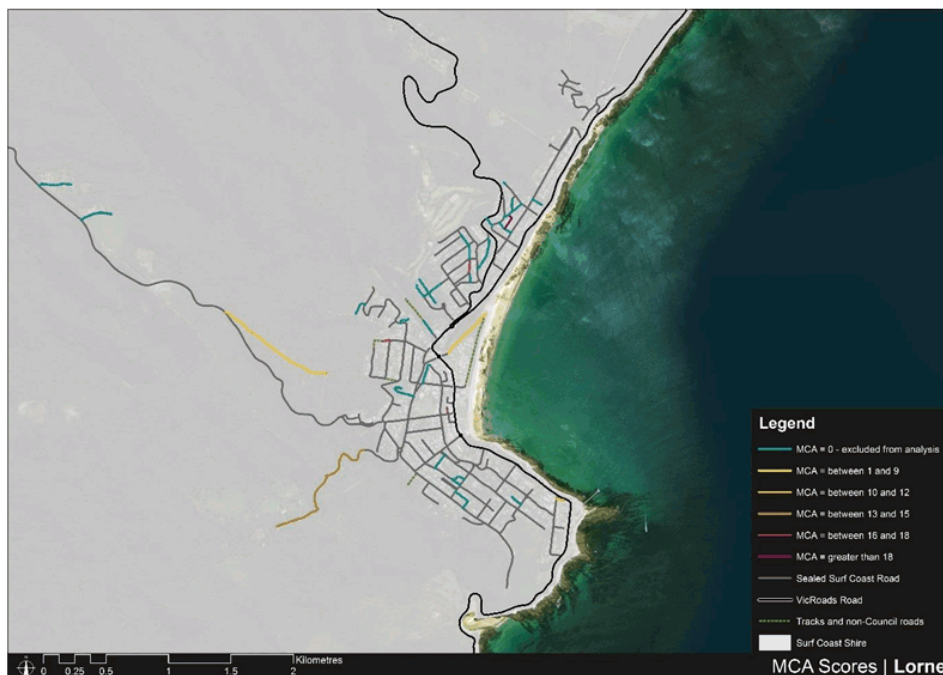 Legend
MCA = 0 - excluded from analysis
MCA = between 1 and 9
MCA = between 10 and 12
MCA = between 13 and 15
MCA = between 16 and 18
MCA = greater than 18
Sealed Surf Coast Road
VicRoads Road
Tracks and non-Council roads
Surf Coast Shire
Kilometres
0 0.25 0.5 1 1.5 2
MCA Scores | Lorne